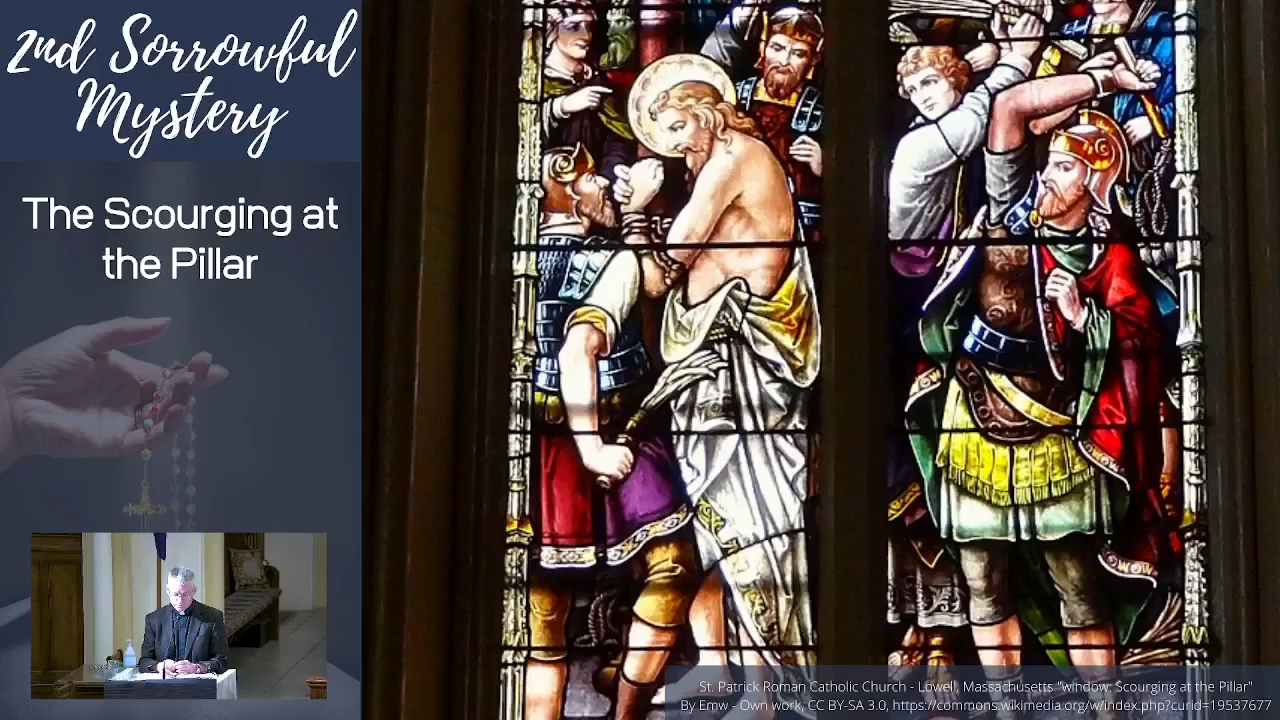 2nd Sorrowful
Mystery
The Scourging at
the Pillar
St. Patrick Roman Catholic Church - Lowell, Massachusetts "window: Scourging at the Pillar"
By Emw - Own work, CC BY-SA 3.0, https://commons.wikimedia.org/w/index.php?curid=19537677